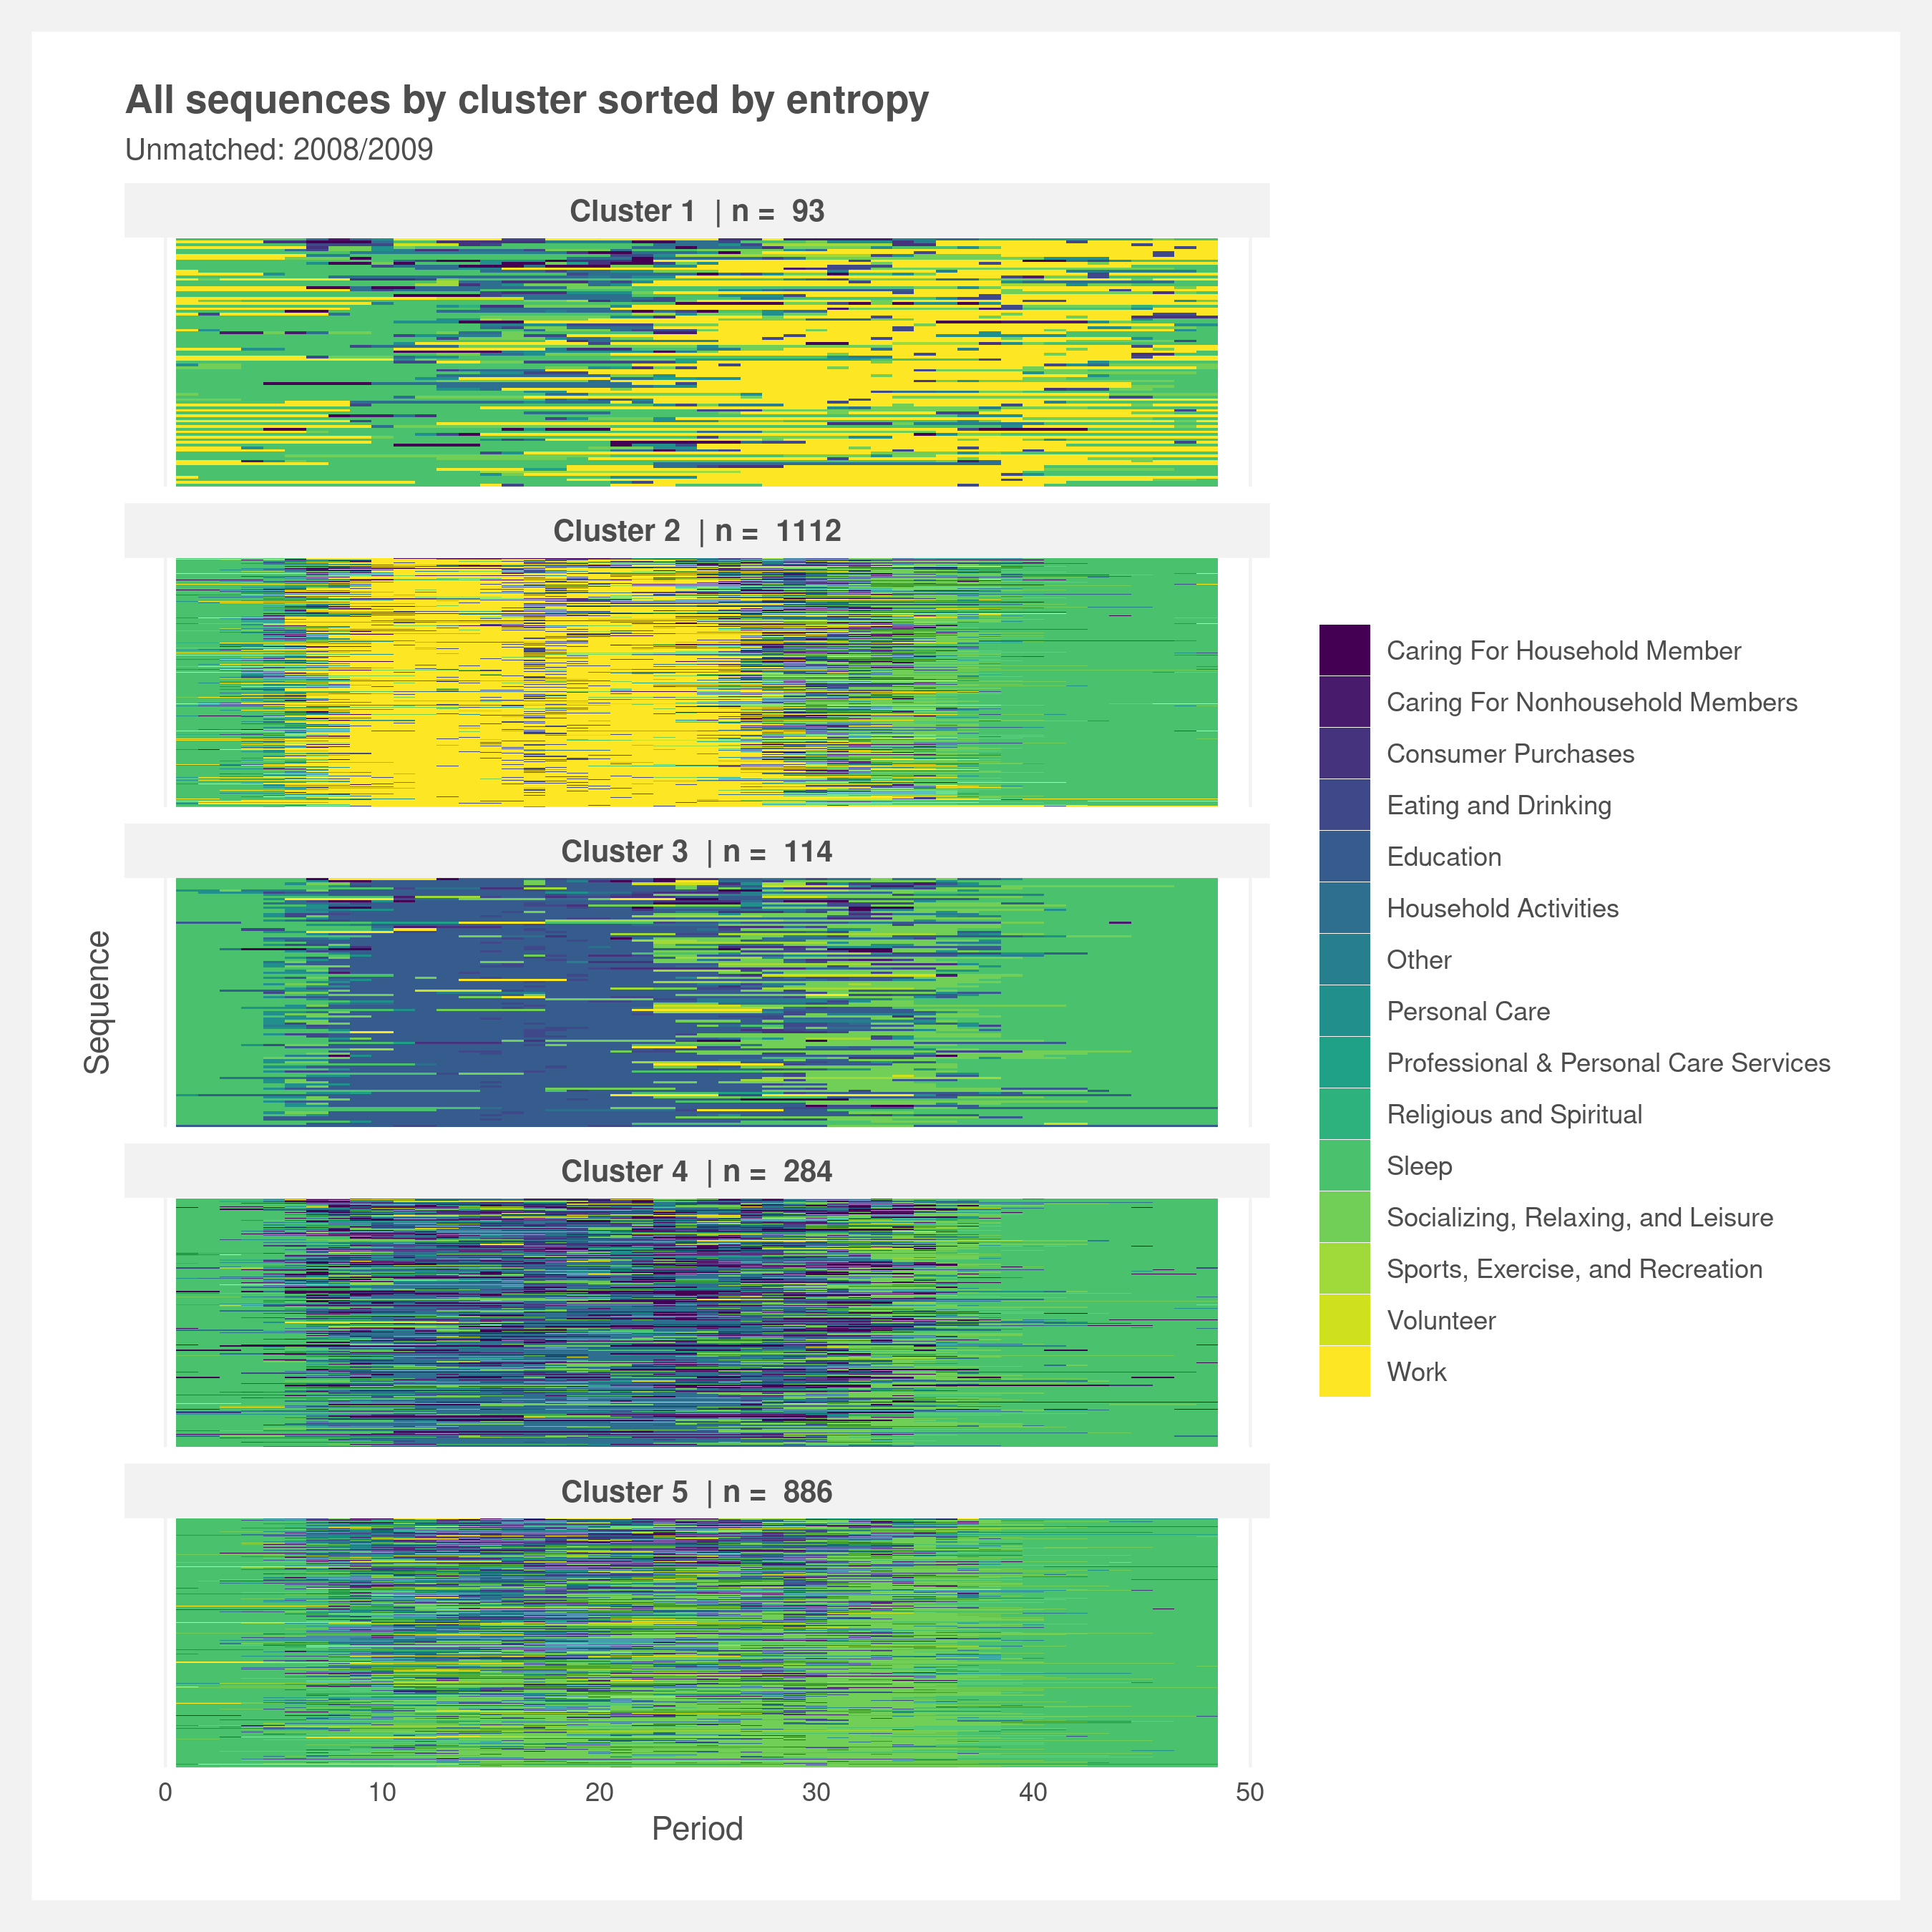 All sequences by cluster sorted by entropy
Unmatched: 2008/2009
Cluster 1 | n = 93
Cluster 2 | n = 1112
Cluster 3 | n = 114
Cluster 4 | n = 284
Cluster 5 | n = 886
Sequence
0 10 20 30 40 50
Period
Caring For Household Member
Caring For Nonhousehold Members
Consumer Purchases
Eating and Drinking
Education
Household Activities
Other
Personal Care
Professional & Personal Care Services
Religious and Spiritual
Sleep
Socializing, Relaxing, and Leisure
Sports, Exercise, and Recreation
Volunteer
Work